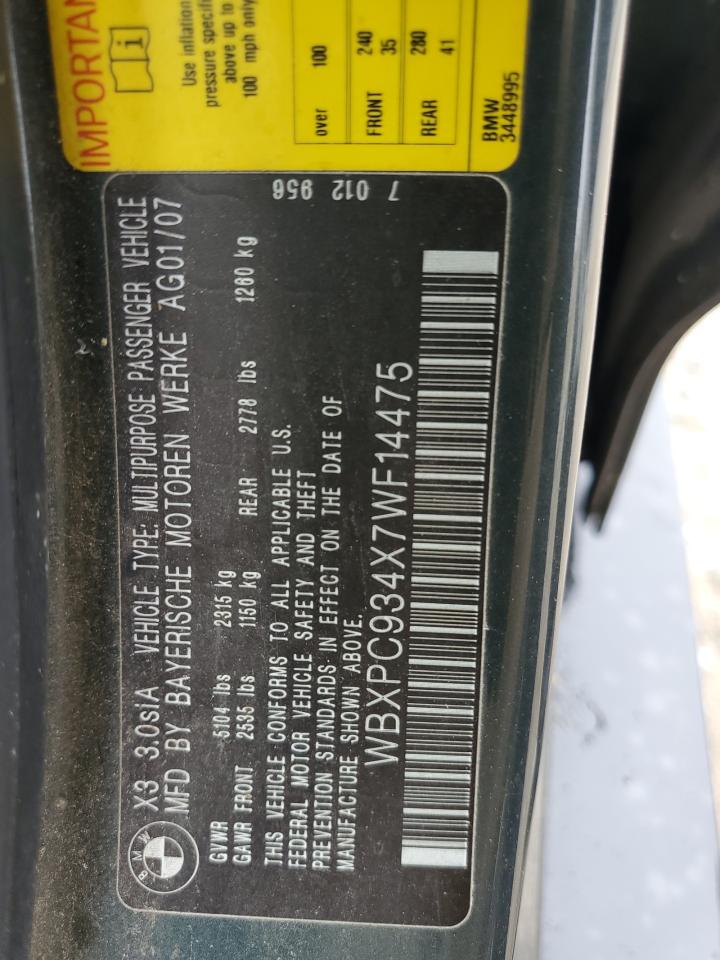 IMPORTAN
Use inflation
pressure specifi
above up to
100 mph only
over 100
FRONT 240
35
REAR 280
41
BMW
3448995
BMW
X3 3.0siA VEHICLE TYPE: MULTIPURPOSE PASSENGER VEHICLE
MFD BY BAYERISCHE MOTOREN WERKE AG01/07
GVWR 5104 lbs 2315 kg
GAWR FRONT 2535 lbs 1150 kg REAR 2778 lbs 1260 kg
THIS VEHICLE CONFORMS TO ALL APPLICABLE U.S.
FEDERAL MOTOR VEHICLE SAFETY AND THEFT
PREVENTION STANDARDS IN EFFECT ON THE DATE OF
MANUFACTURE SHOWN ABOVE.
WBXPC934X7WF14475
7 012 956